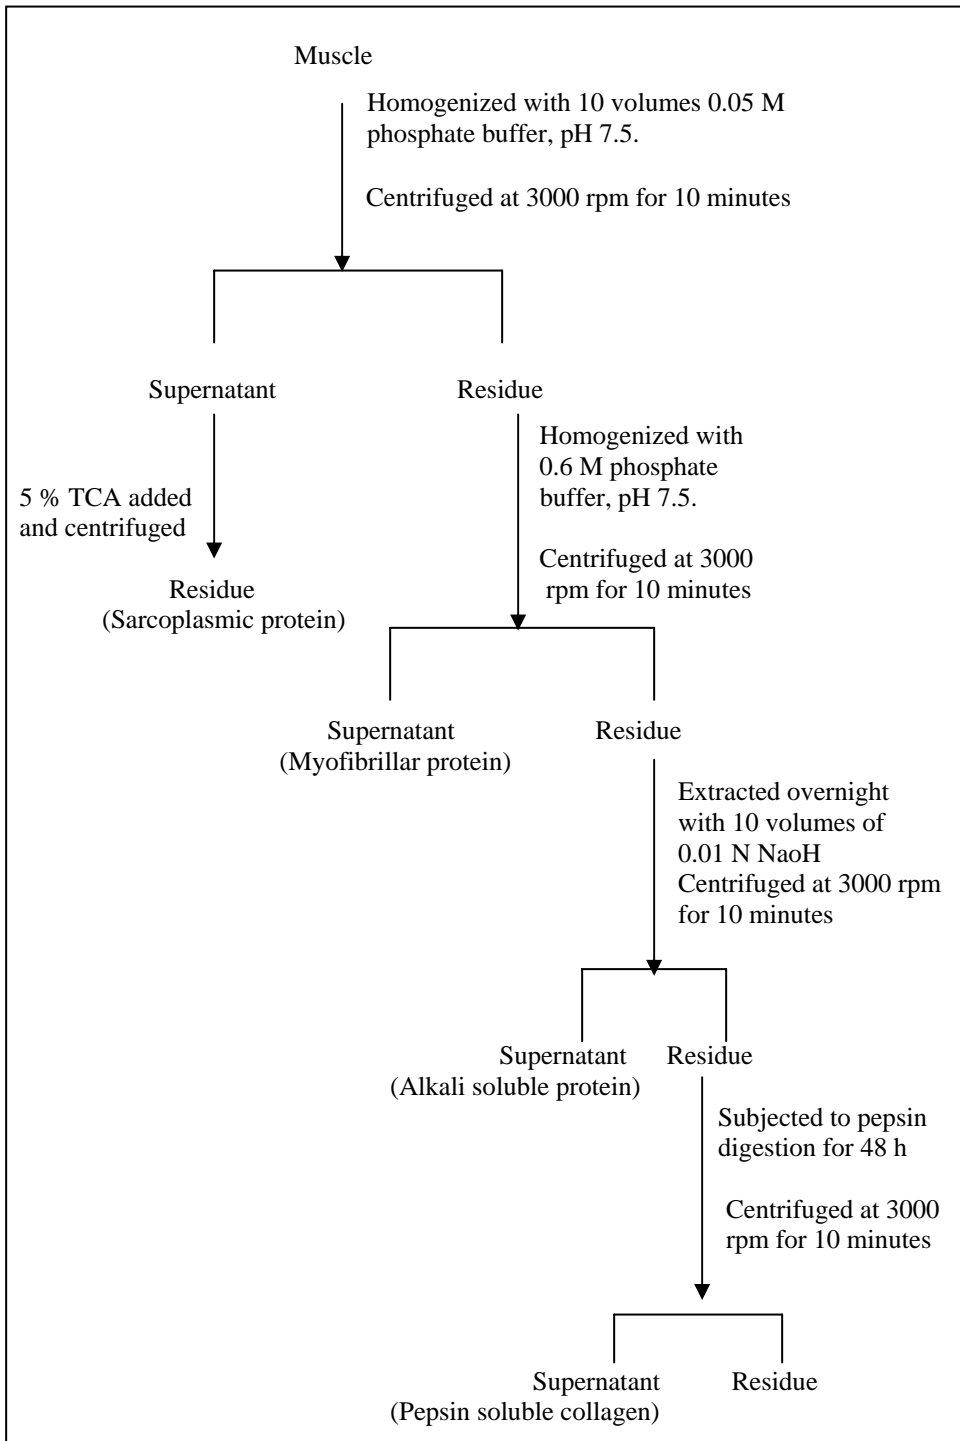 Muscle
Homogenized with 10 volumes 0.05 M
phosphate buffer, pH 7.5.
Centrifuged at 3000 rpm for 10 minutes
Supernatant
Residue
5 % TCA added
and centrifuged
Residue
(Sarcoplasmic protein)
Homogenized with
0.6 M phosphate
buffer, pH 7.5.
Centrifuged at 3000
rpm for 10 minutes
Supernatant
(Myofibrillar protein)
Residue
Extracted overnight
with 10 volumes of
0.01 N NaoH
Centrifuged at 3000 rpm
for 10 minutes
Supernatant
(Alkali soluble protein)
Residue
Subjected to pepsin
digestion for 48 h
Centrifuged at 3000
rpm for 10 minutes
Supernatant
(Pepsin soluble collagen)
Residue